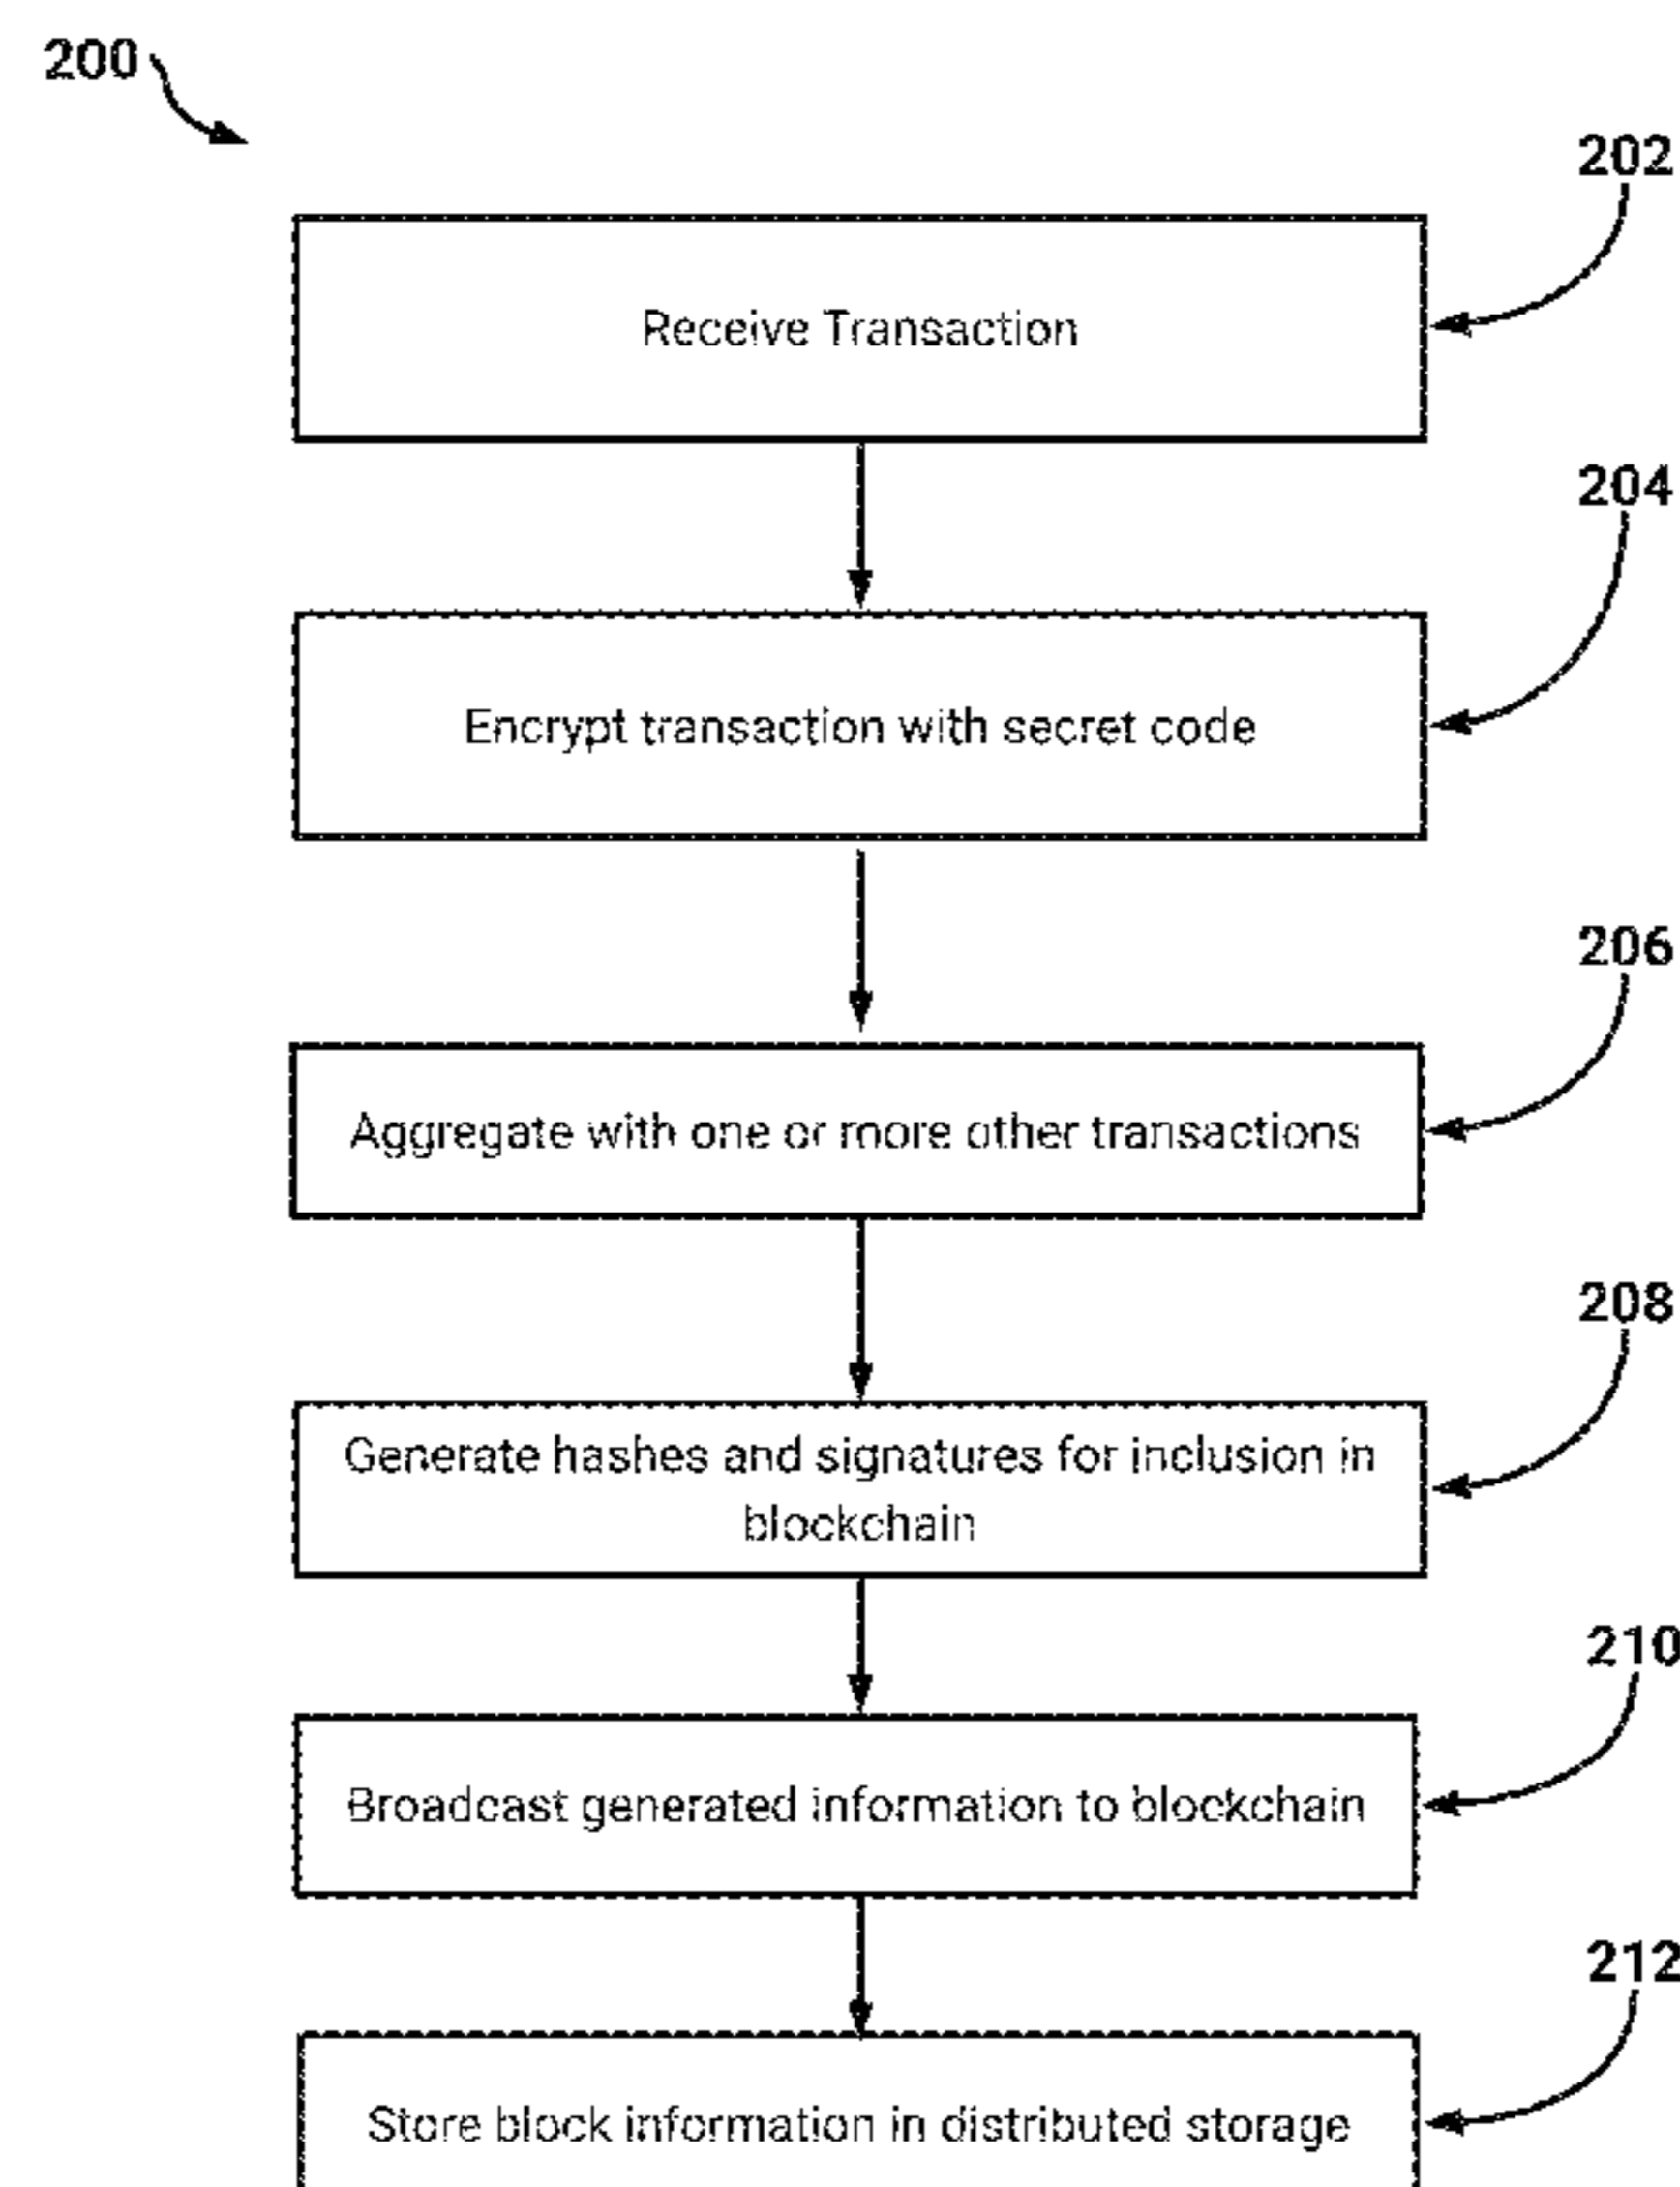 200
202
Receive Transaction
204
Encrypt transaction with secret code
206
Aggregate with one or more other transactions
208
Generate hashes and signatures for inclusion in
blockchain
210
Broadcast generated information to blockchain
212
Store block information in distributed storage